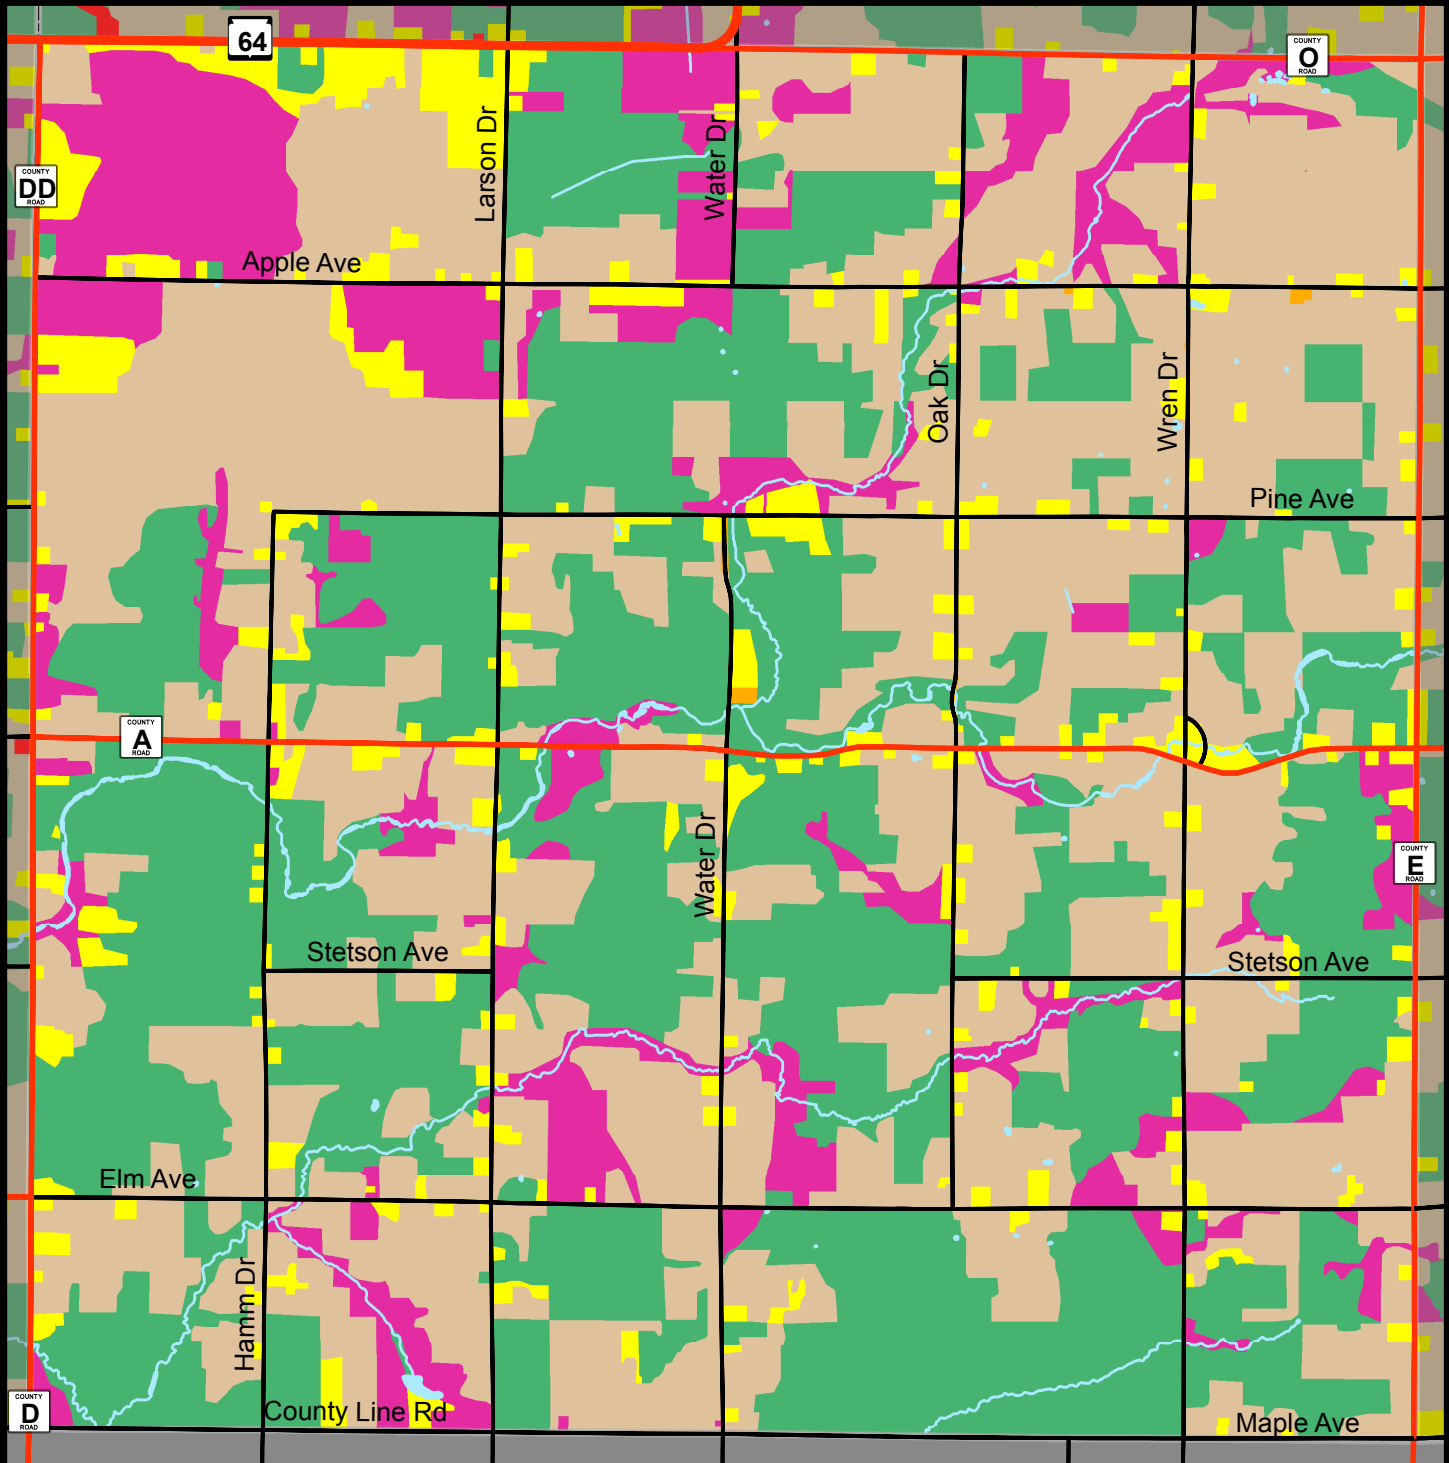 64
COUNTY
O
ROAD
Larson Dr
Water Dr
COUNTY
DD
ROAD
Apple Ave
Oak Dr
Wren Dr
Pine Ave
COUNTY
A
ROAD
Water Dr
COUNTY
E
ROAD
Stetson Ave
Stetson Ave
Elm Ave
Hamm Dr
COUNTY
D
ROAD
County Line Rd
Maple Ave